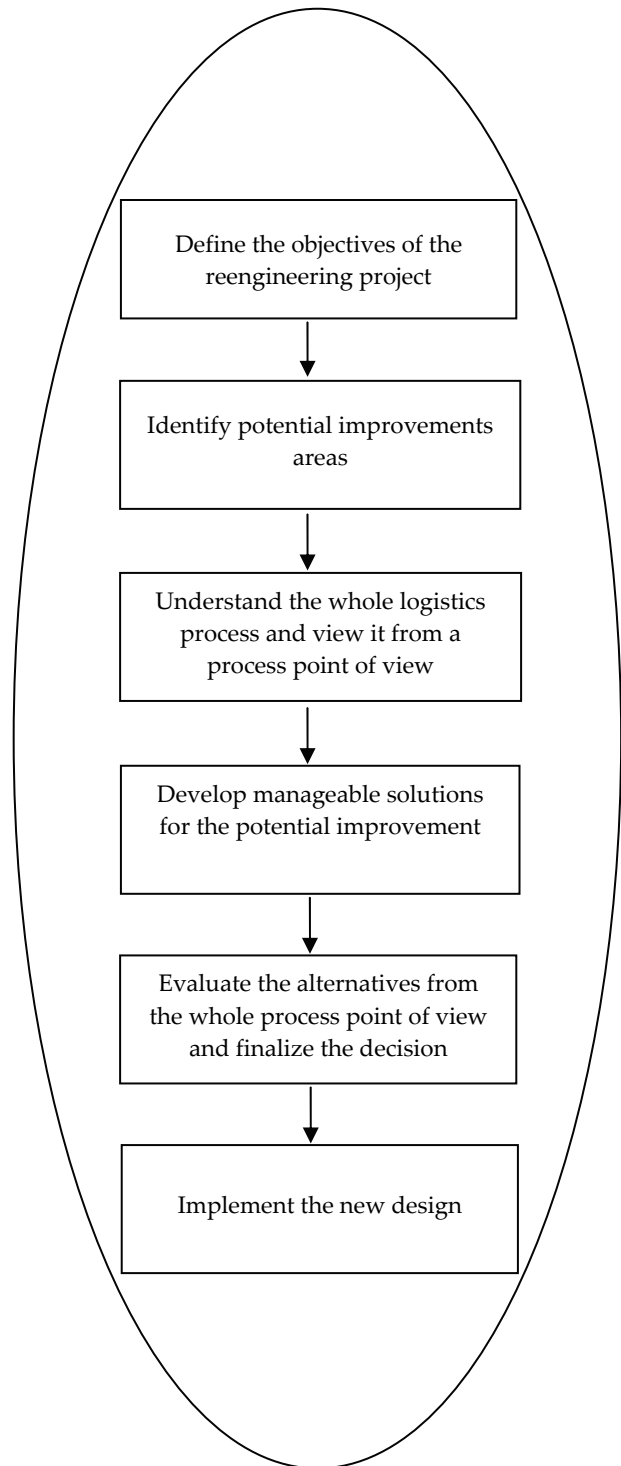 Define the objectives of the
reengineering project
Identify potential improvements
areas
Understand the whole logistics
process and view it from a
process point of view
Develop manageable solutions
for the potential improvement
Evaluate the alternatives from
the whole process point of view
and finalize the decision
Implement the new design